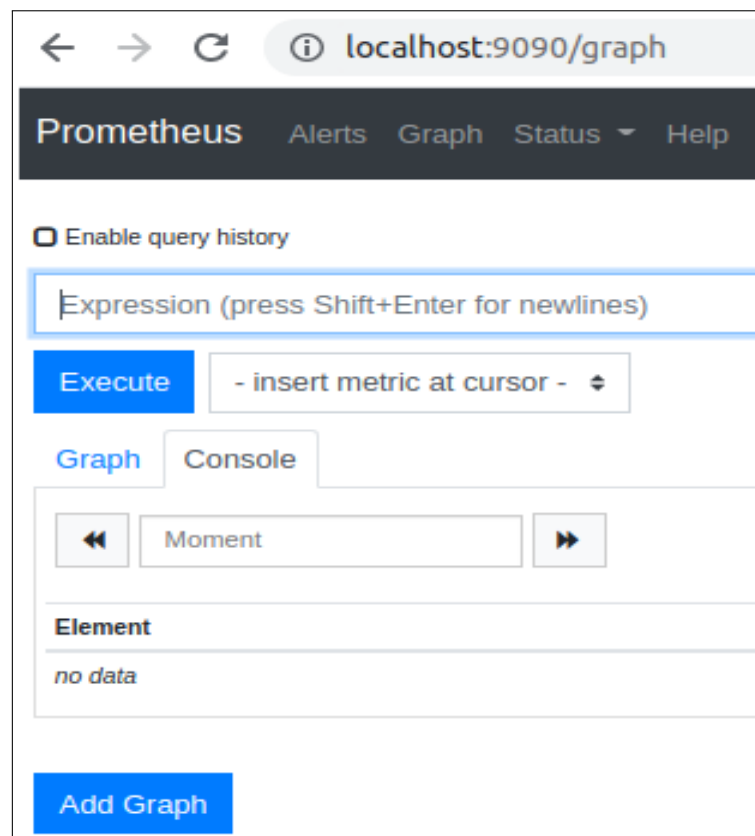 localhost:9090/graph
Prometheus Alerts Graph Status Help
Enable query history
Expression (press Shift+Enter for newlines)
Execute - insert metric at cursor -
Graph Console
Moment
Element
no data
Add Graph